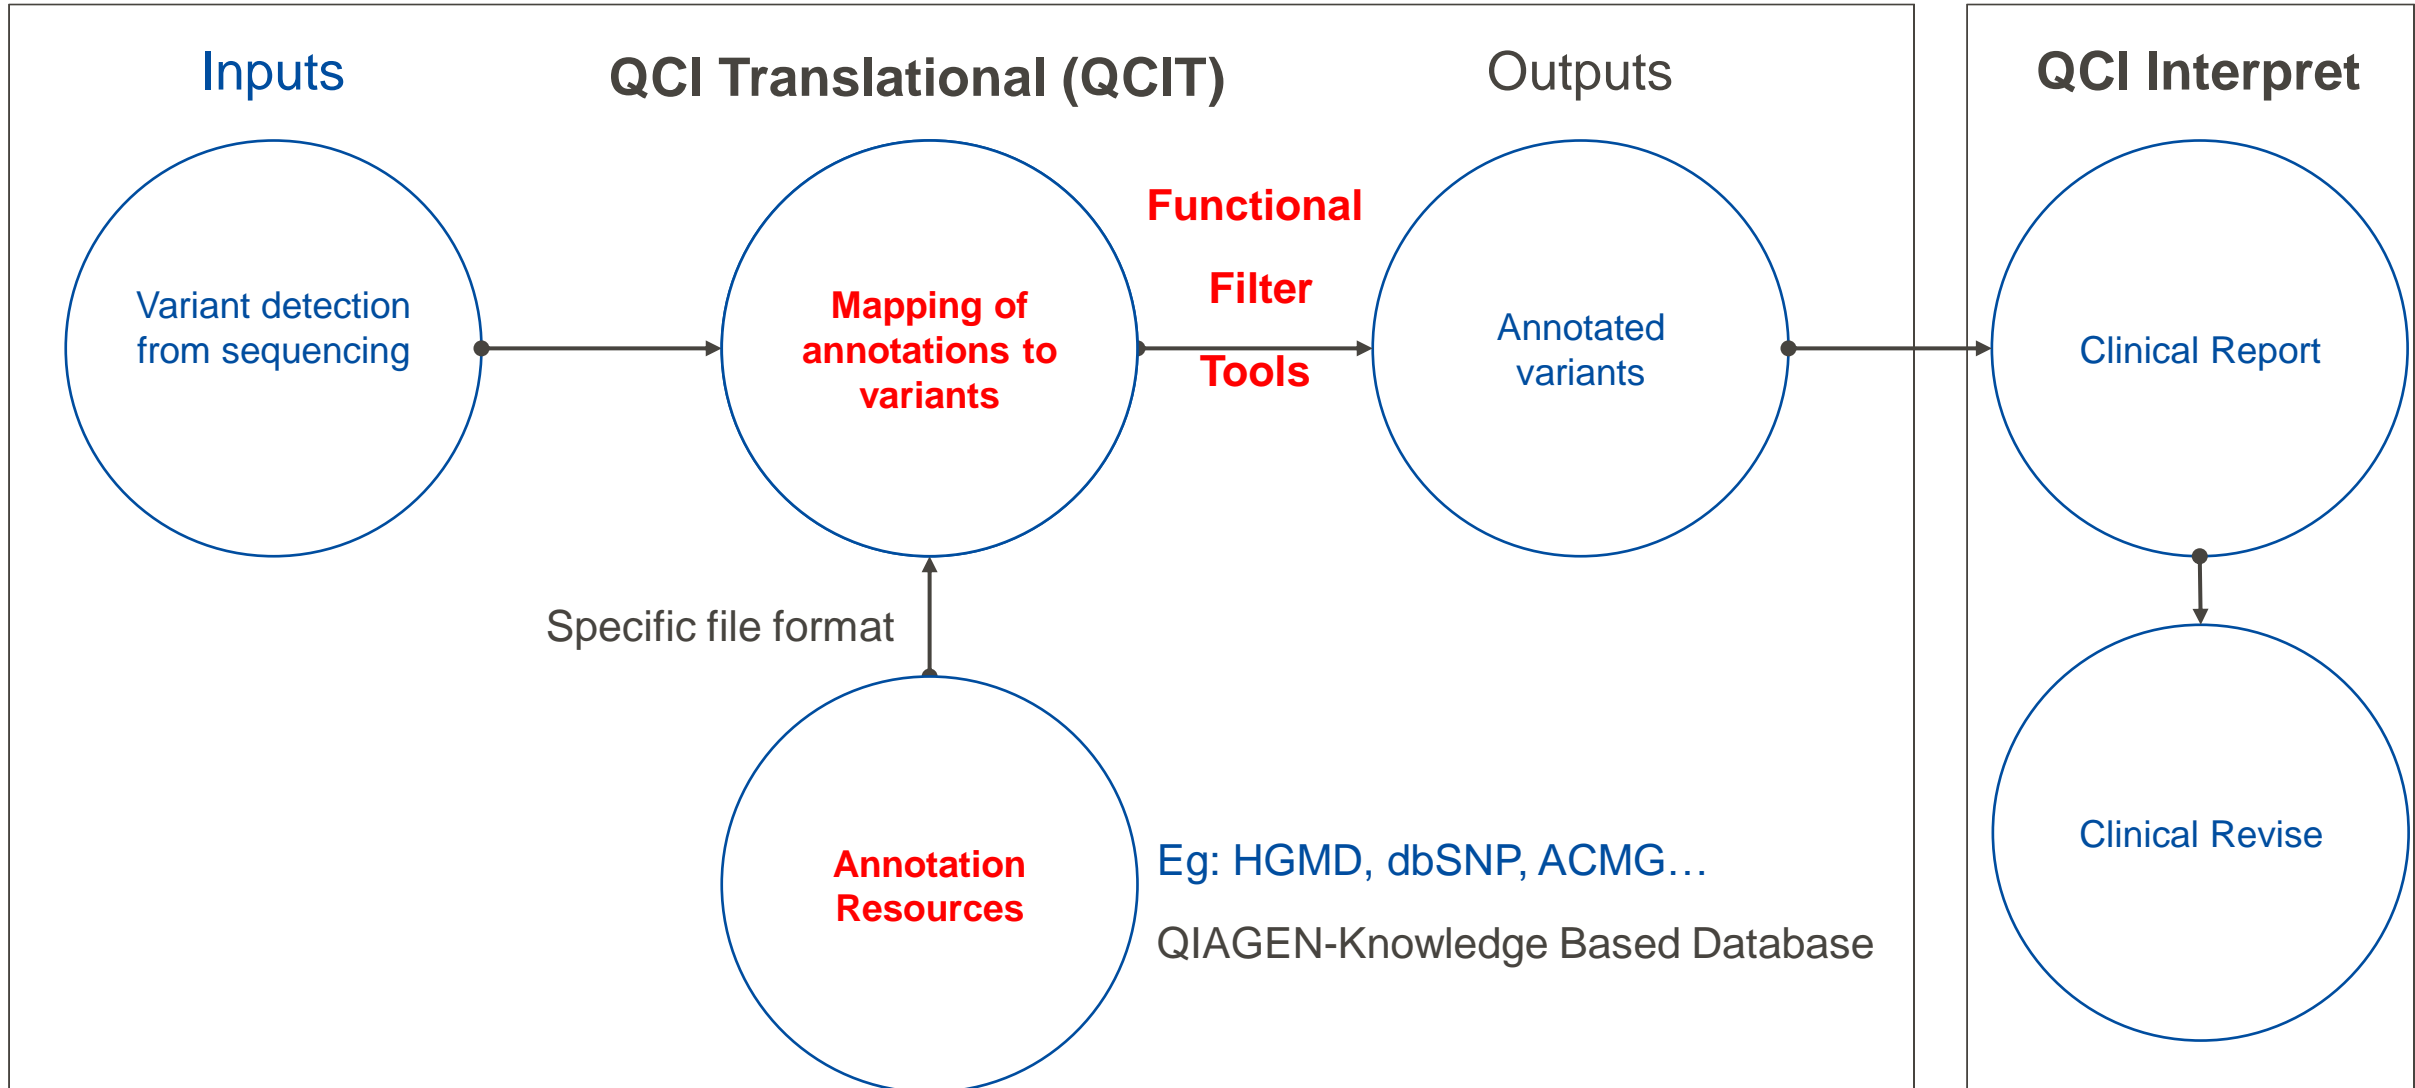 Inputs
QCI Translational (QCIT)
Outputs
QCI Interpret
Variant detection
from sequencing
Mapping of
annotations to
variants
Functional
Filter
Tools
Annotated
variants
Clinical Report
Specific file format
Annotation
Resources
Eg: HGMD, dbSNP, ACMG…
QIAGEN-Knowledge Based Database
Clinical Revise